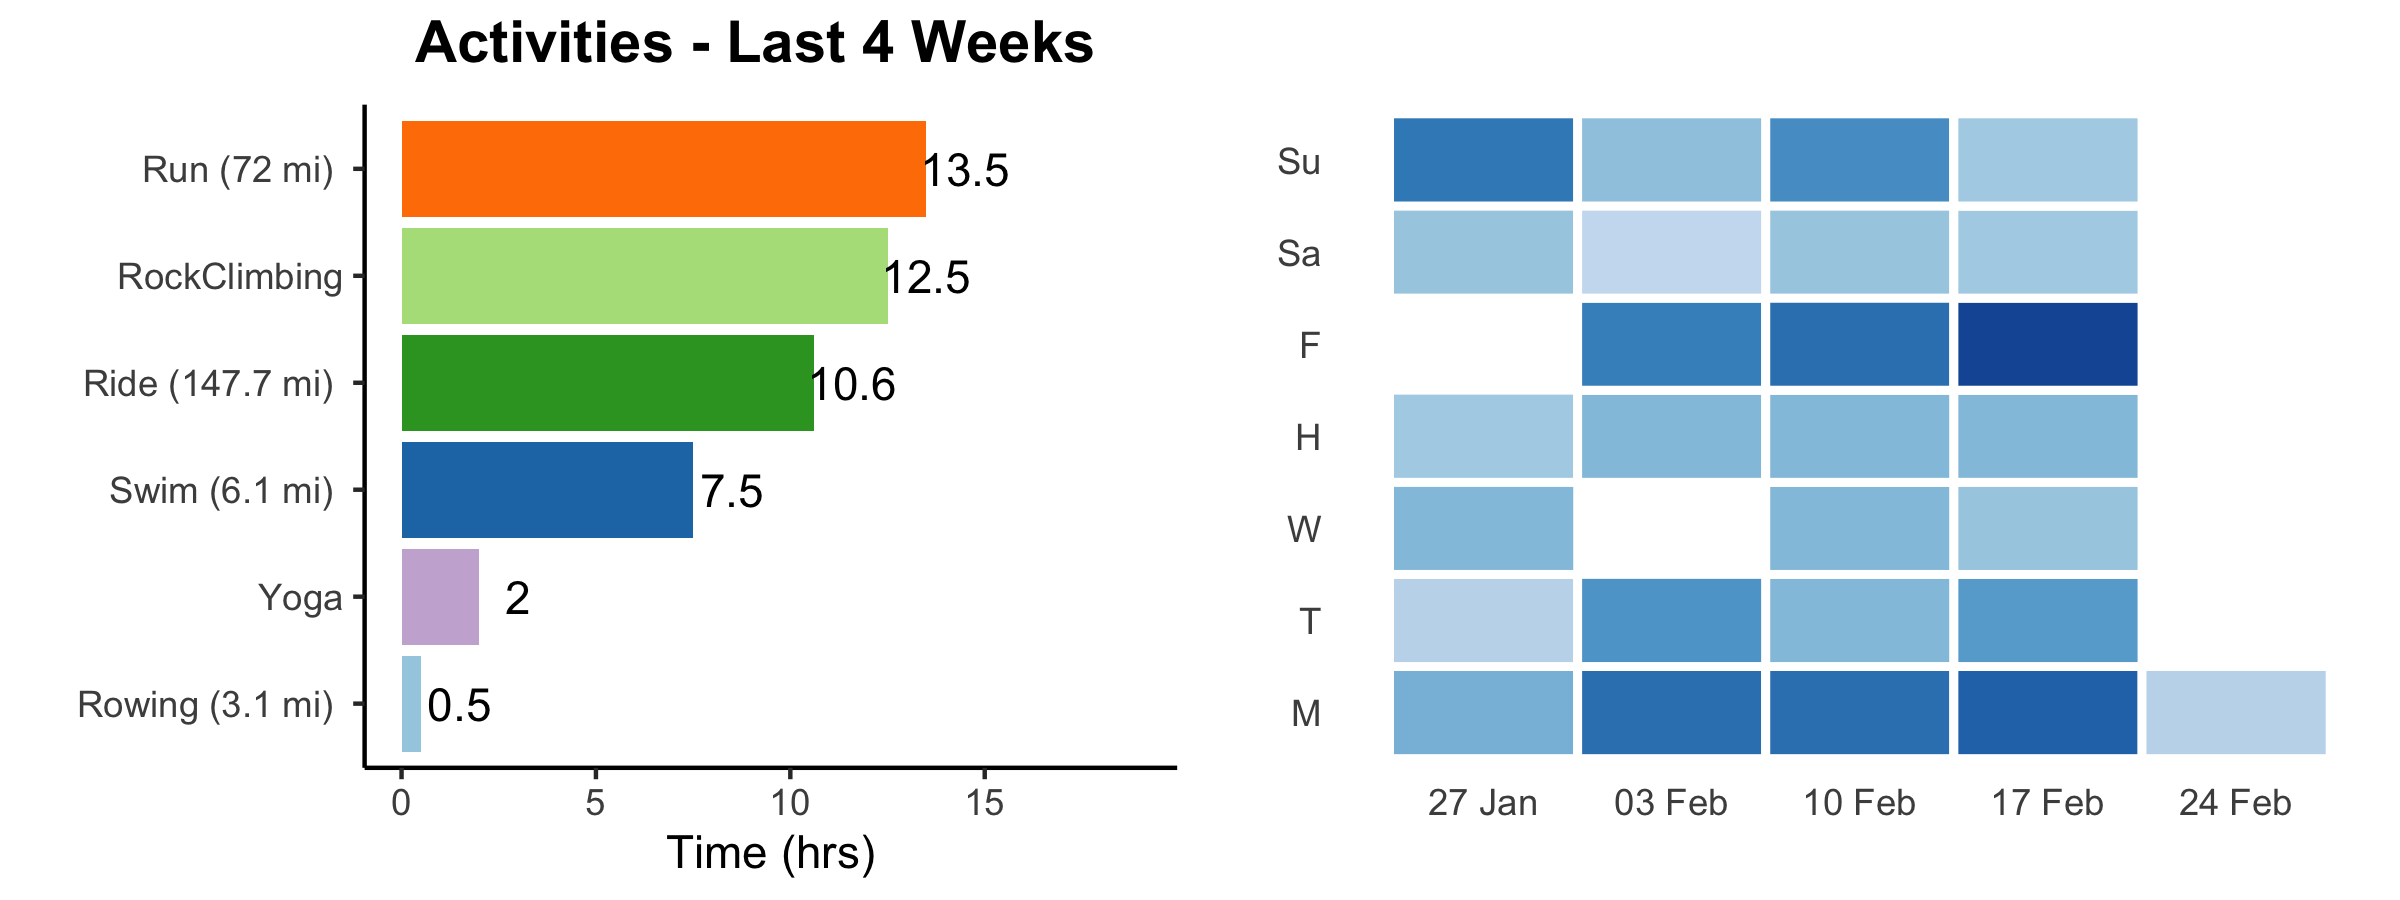 Activities - Last 4 Weeks
Run (72 mi)
13.5
RockClimbing
12.5
Ride (147.7 mi)
10.6
Swim (6.1 mi)
7.5
Yoga
2
Rowing (3.1 mi)
0.5
0 5 10 15
Time (hrs)
Su
Sa
F
H
W
T
M
27 Jan 03 Feb 10 Feb 17 Feb 24 Feb